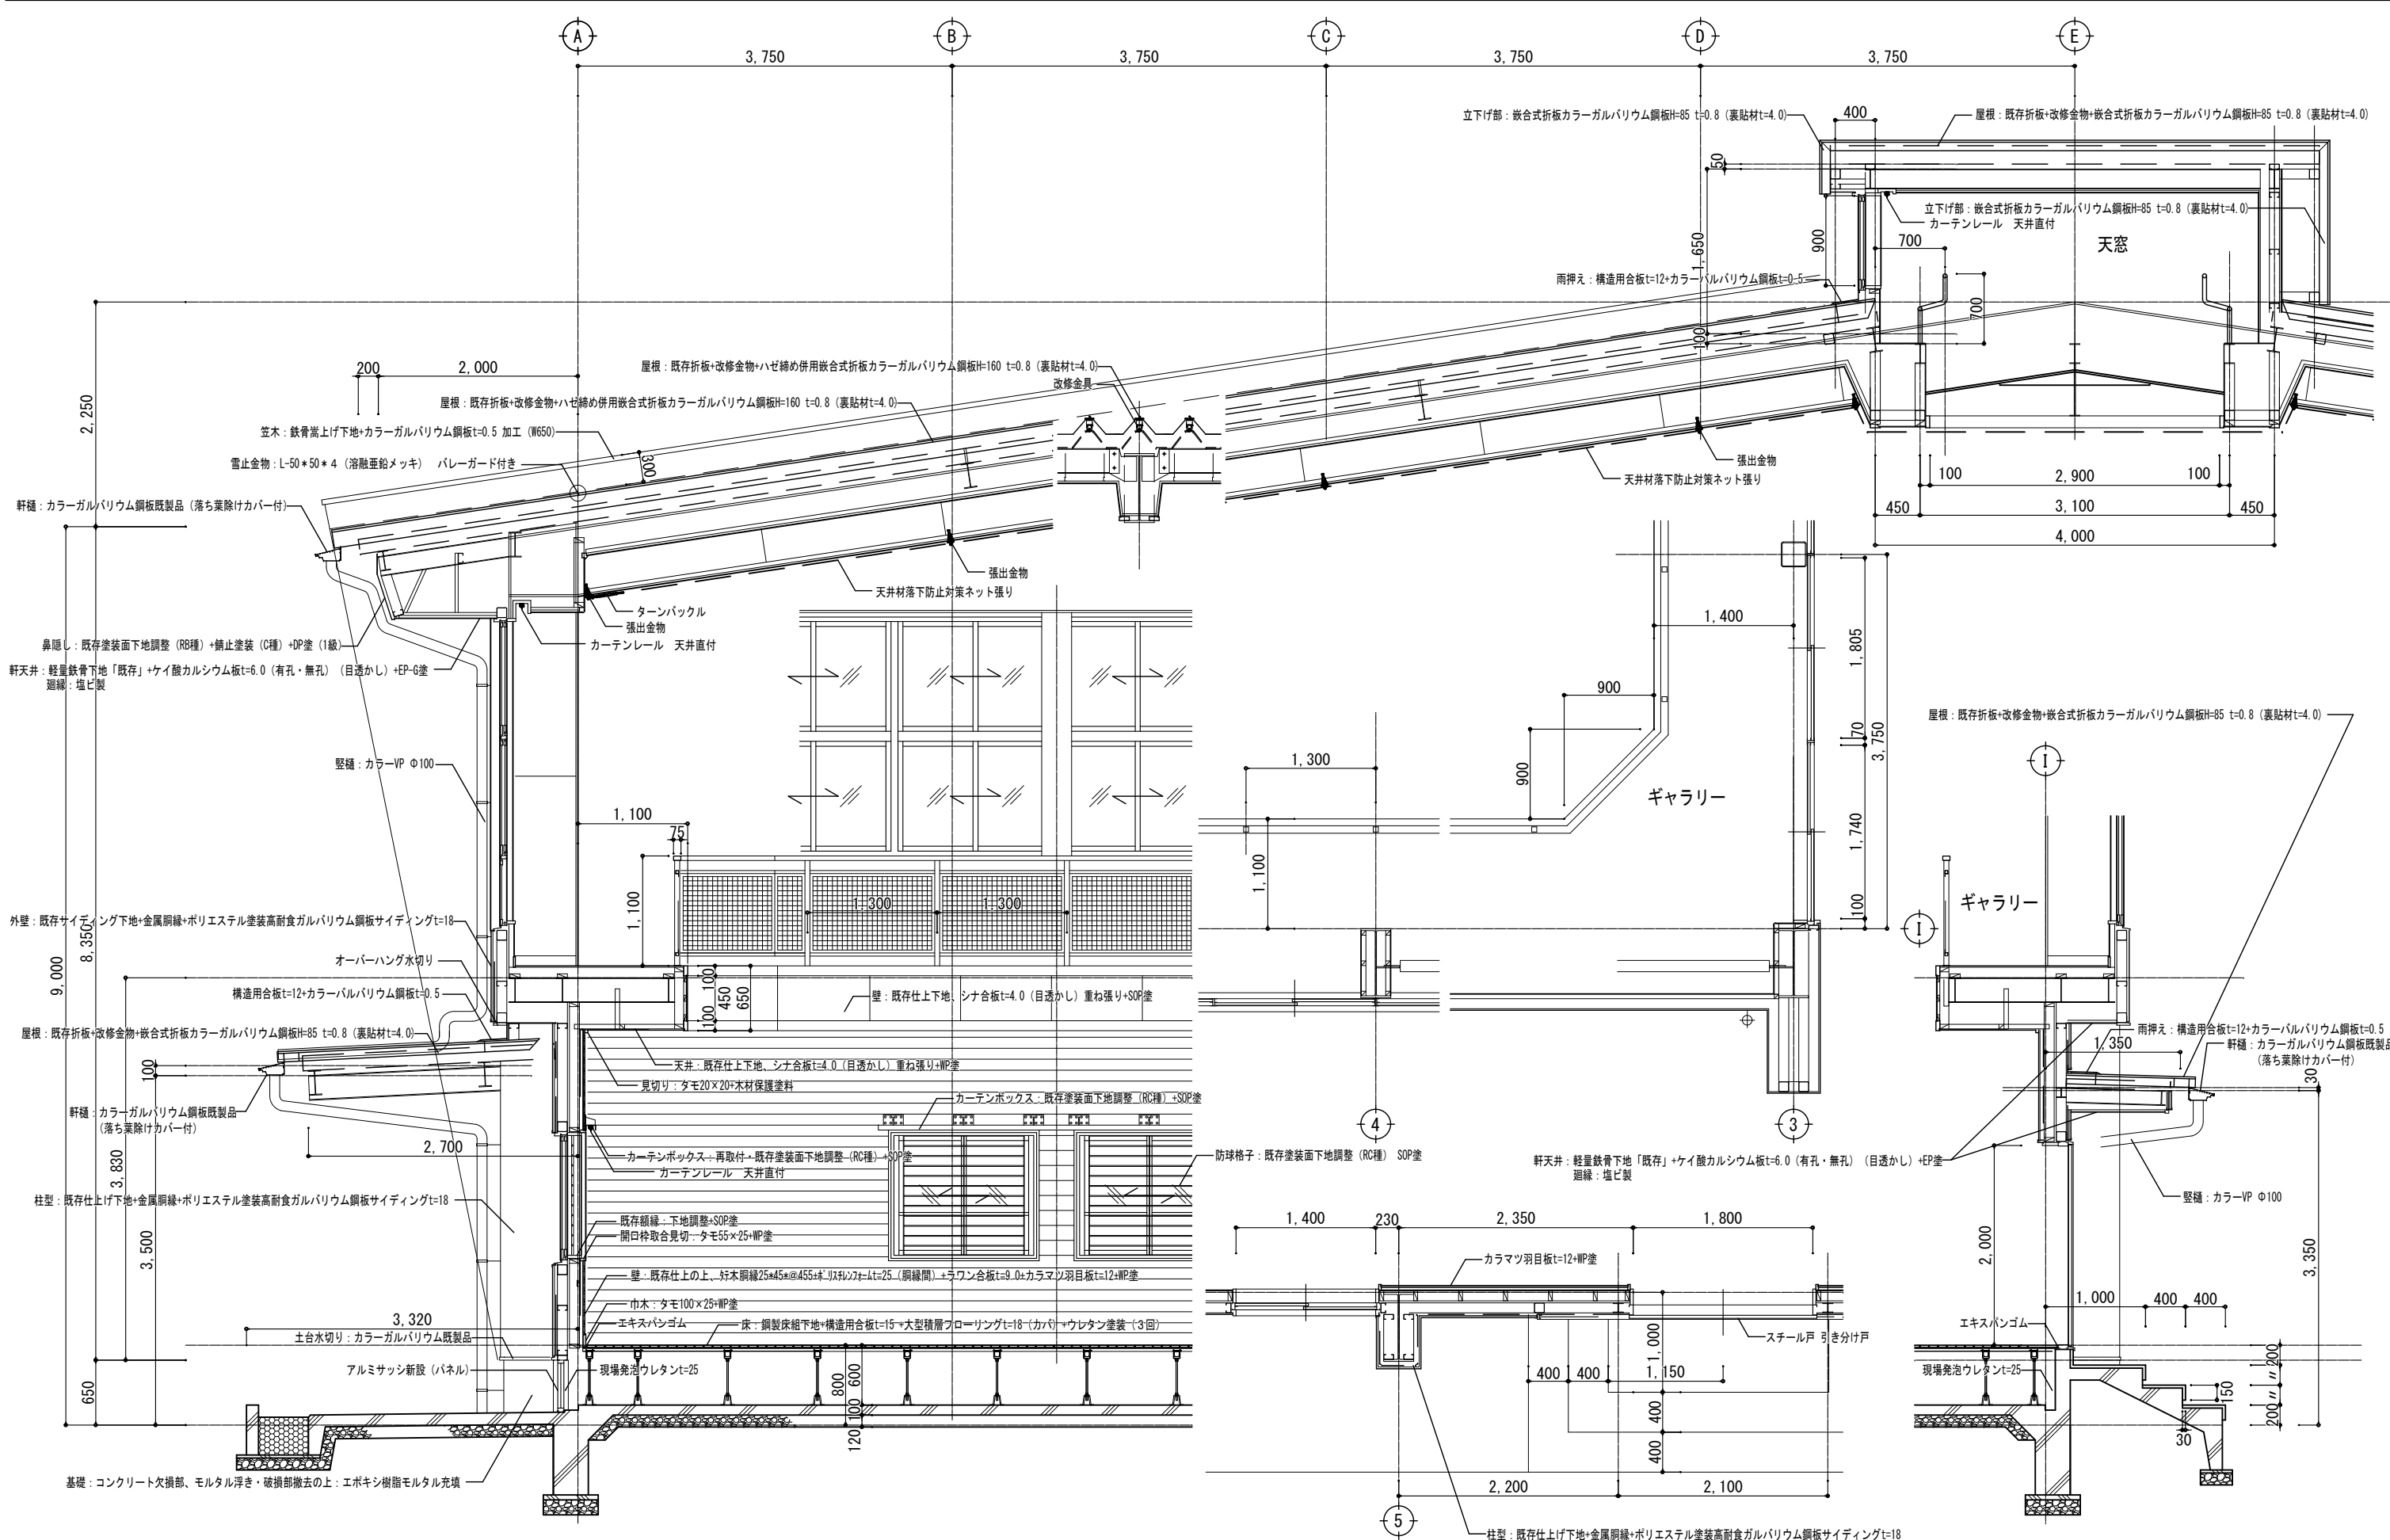 A
B
C
D
E
3,750
3,750
3,750
3,750
立下げ部：嵌合式折板カラーガルバリウム鋼板H=85 t=0.8（裏貼材t=4.0）
400
屋根：既存折板+改修金物+嵌合式折板カラーガルバリウム鋼板H=85 t=0.8（裏貼材t=4.0）
50
立下げ部：嵌合式折板カラーガルバリウム鋼板H=85 t=0.8（裏貼材t=4.0）
カーテンレール　天井直付
900
1,650
700
天窓
雨押え：構造用合板t=12+カラーバルバリウム鋼板t=0.5
700
100
200
2,000
2,250
屋根：既存折板+改修金物+ハゼ締め併用嵌合式折板カラーガルバリウム鋼板H=160 t=0.8（裏貼材t=4.0）
改修金具
屋根：既存折板+改修金物+ハゼ締め併用嵌合式折板カラーガルバリウム鋼板H=160 t=0.8（裏貼材t=4.0）
笠木：鉄骨嵩上げ下地+カラーガルバリウム鋼板t=0.5 加工（W650）
300
雪止金物：L-50＊50＊4（溶融亜鉛メッキ）　バレーガード付き
張出金物
天井材落下防止対策ネット張り
100
2,900
100
450
3,100
450
4,000
軒樋：カラーガルバリウム鋼板既製品（落ち葉除けカバー付）
張出金物
天井材落下防止対策ネット張り
ターンバックル
張出金物
カーテンレール　天井直付
鼻隠し：既存塗装面下地調整（RB種）+錆止塗装（C種）+DP塗（1級）
軒天井：軽量鉄骨下地「既存」+ケイ酸カルシウム板t=6.0（有孔・無孔）（目透かし）+EP-G塗
廻縁：塩ビ製
1,400
1,805
900
70
3,750
屋根：既存折板+改修金物+嵌合式折板カラーガルバリウム鋼板H=85 t=0.8（裏貼材t=4.0）
竪樋：カラーVP Φ100
1,300
900
ギャラリー
I
1,100
75
1,740
1,100
1,100
1,300
1,300
100
ギャラリー
I
外壁：既存サイディング下地+金属胴縁+ポリエステル塗装高耐食ガルバリウム鋼板サイディングt=18
8,350
9,000
オーバーハング水切り
構造用合板t=12+カラーバルバリウム鋼板t=0.5
100
450
650
100
壁：既存仕上下地、シナ合板t=4.0（目透かし）重ね張り+SOP塗
屋根：既存折板+改修金物+嵌合式折板カラーガルバリウム鋼板H=85 t=0.8（裏貼材t=4.0）
雨押え：構造用合板t=12+カラーバルバリウム鋼板t=0.5
1,350
軒樋：カラーガルバリウム鋼板既製品
（落ち葉除けカバー付）
30
100
天井：既存仕上下地、シナ合板t=4.0（目透かし）重ね張り+WP塗
見切り：タモ20×20+木材保護塗料
カーテンボックス：既存塗装面下地調整（RC種）+SOP塗
軒樋：カラーガルバリウム鋼板既製品
（落ち葉除けカバー付）
4
3
2,700
3,830
カーテンボックス：再取付・既存塗装面下地調整（RC種）+SOP塗
カーテンレール　天井直付
防球格子：既存塗装面下地調整（RC種） SOP塗
軒天井：軽量鉄骨下地「既存」+ケイ酸カルシウム板t=6.0（有孔・無孔）（目透かし）+EP塗
廻縁：塩ビ製
竪樋：カラーVP Φ100
柱型：既存仕上げ下地+金属胴縁+ポリエステル塗装高耐食ガルバリウム鋼板サイディングt=18
3,500
既存額縁：下地調整+SOP塗
開口枠取合見切：タモ55×25+WP塗
1,400
230
2,350
1,800
2,000
3,350
カラマツ羽目板t=12+WP塗
壁：既存仕上の上、ｶﾗ木胴縁25*45*@455+ﾎﾟﾘｽﾁﾚﾝﾌｫｰﾑt=25（胴縁間）+ラワン合板t=9.0+カラマツ羽目板t=12+WP塗
巾木：タモ100×25+WP塗
エキスパンゴム
床：鋼製床組下地+構造用合板t=15 +大型積層フローリングt=18（カバ）+ウレタン塗装（3回）
3,320
土台水切り：カラーガルバリウム既製品
1,000
400
400
エキスパンゴム
スチール戸 引き分け戸
1,000
アルミサッシ新設（パネル）
現場発泡ウレタンt=25
現場発泡ウレタンt=25
400
400
1,150
200
〃
150
〃
200
650
800
600
100
120
400
400
30
基礎：コンクリート欠損部、モルタル浮き・破損部撤去の上：エポキシ樹脂モルタル充填
2,200
2,100
5
柱型：既存仕上げ下地+金属胴縁+ポリエステル塗装高耐食ガルバリウム鋼板サイディングt=18